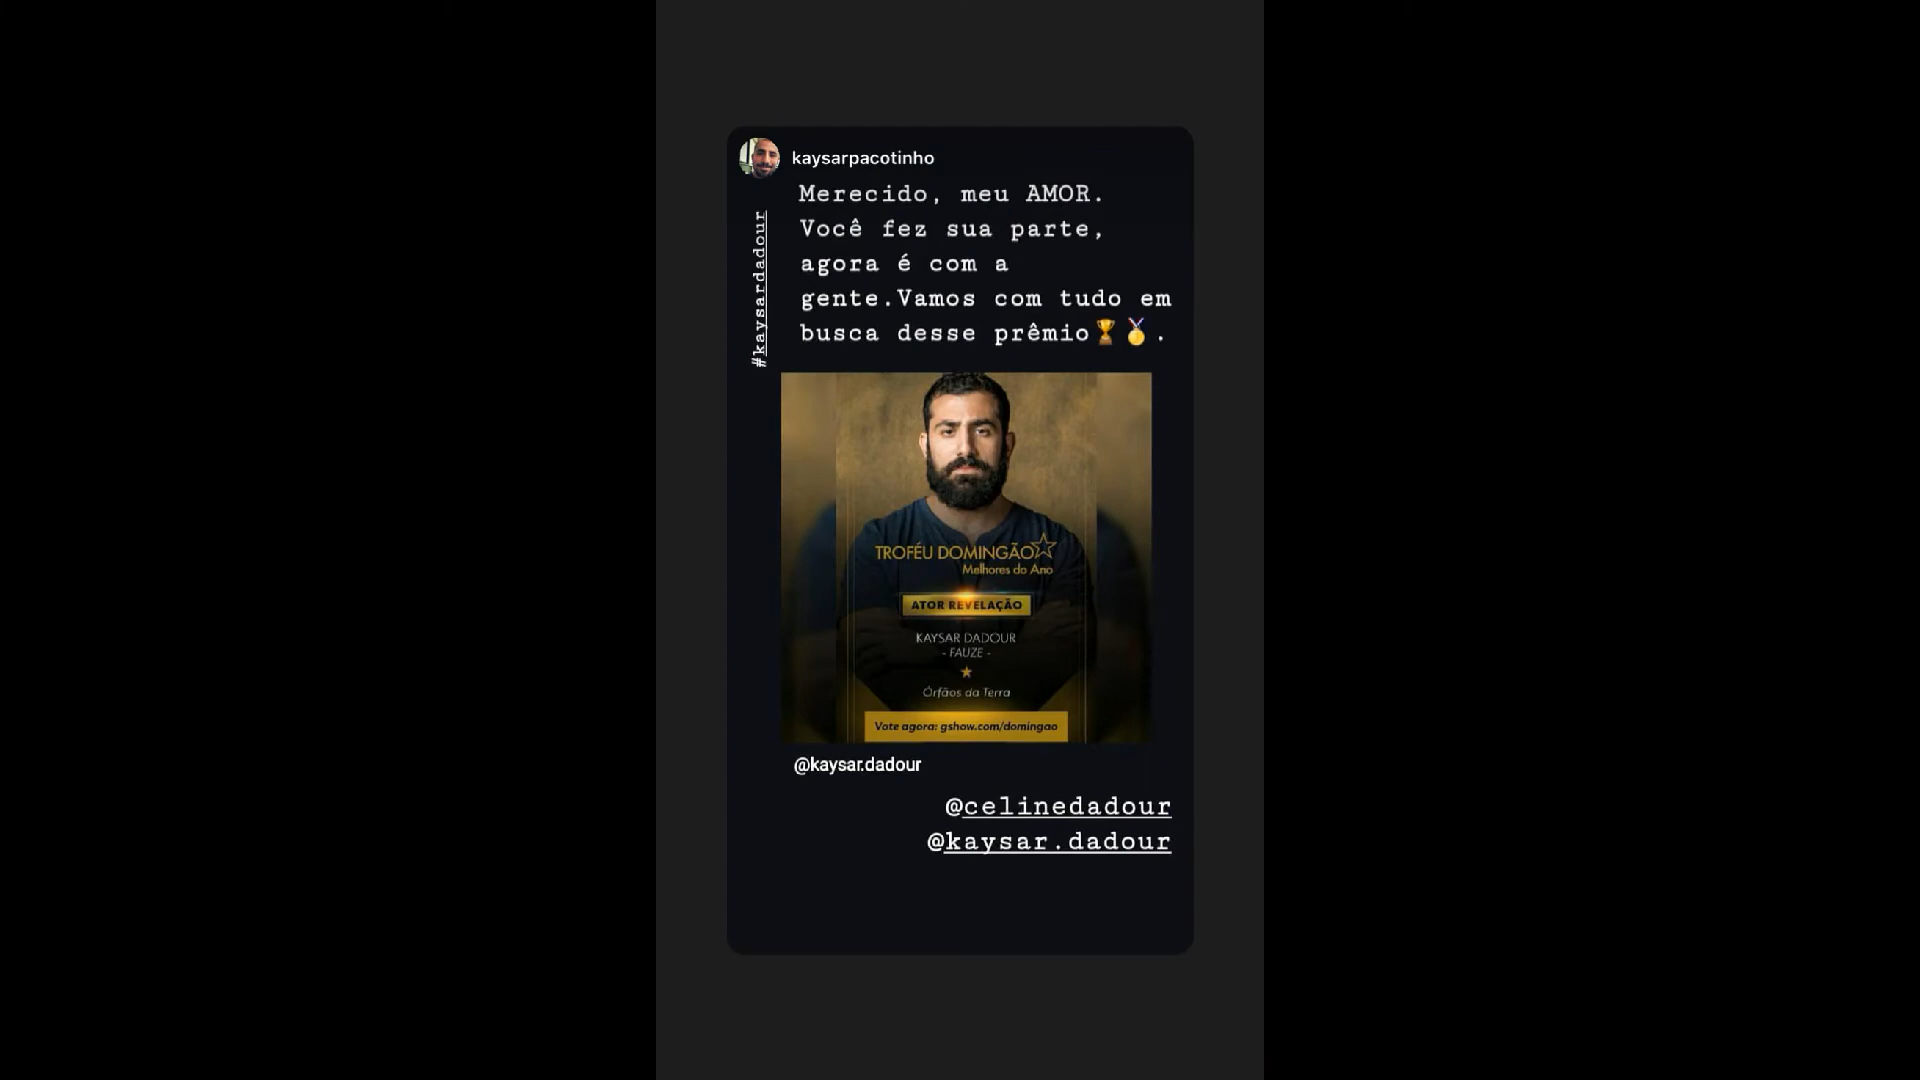 kaysarpacotinho
#kaysardadour
Merecido, meu AMOR.
Você fez sua parte,
agora é com a
gente.Vamos com tudo em
busca desse prêmio🏆🏅.
TROFÉU DOMINGÃO
Melhores do Ano
ATOR REVELAÇÃO
KAYSAR DADOUR
- FAUZE -
Órfãos da Terra
Vote agora: gshow.com/domingao
@kaysar.dadour
@celinedadour
@kaysar.dadour